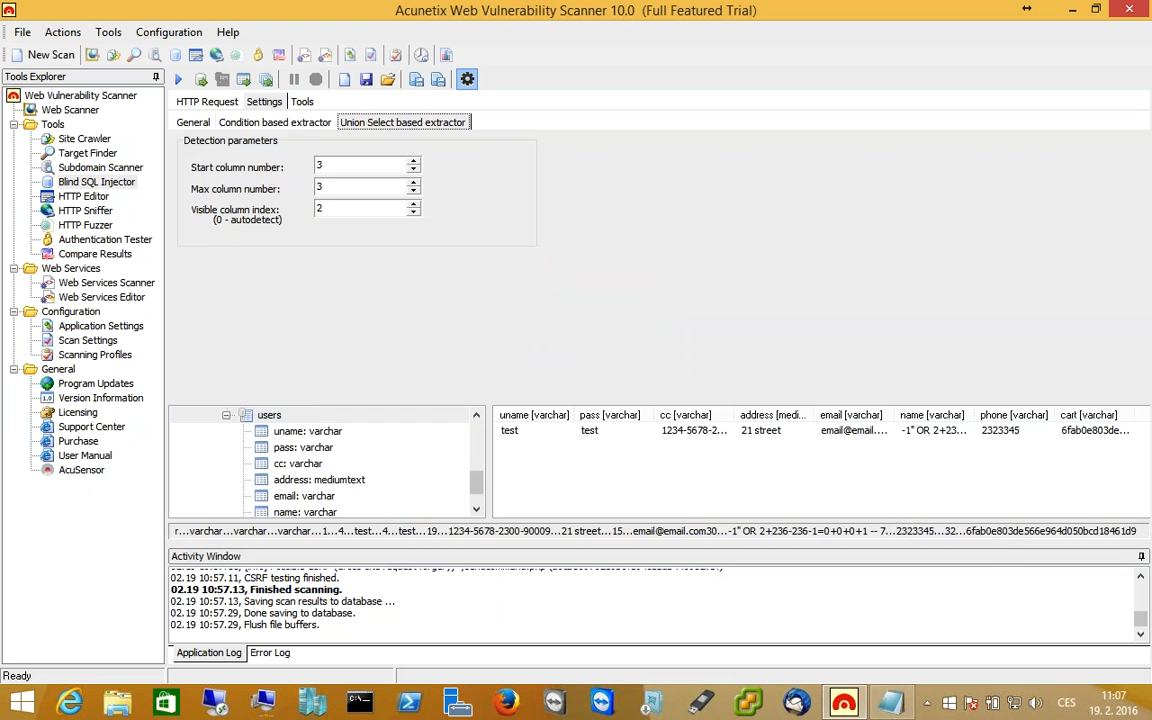 Acunetix Web Vulnerability Scanner 10.0  (Full Featured Trial)
File Actions Tools Configuration Help
New Scan
Tools Explorer
Web Vulnerability Scanner
Web Scanner
Tools
Site Crawler
Target Finder
Subdomain Scanner
Blind SQL Injector
HTTP Editor
HTTP Sniffer
HTTP Fuzzer
Authentication Tester
Compare Results
Web Services
Web Services Scanner
Web Services Editor
Configuration
Application Settings
Scan Settings
Scanning Profiles
General
Program Updates
Version Information
Licensing
Support Center
Purchase
User Manual
AcuSensor
HTTP Request Settings Tools
General Condition based extractor Union Select based extractor
Detection parameters
Start column number: 3
Max column number: 3
Visible column index: 2
(0 - autodetect)
users
uname: varchar
pass: varchar
cc: varchar
address: mediumtext
email: varchar
name: varchar
uname [varchar] pass [varchar] cc [varchar] address [medi... email [varchar] name [varchar] phone [varchar] cart [varchar]
test test 1234-5678-2... 21 street email@email.... -1" OR 2+23... 2323345 6fab0e803de...
r...varchar...varchar...varchar...1...4...test...4...test...19...1234-5678-2300-90009...21 street...15...email@email.com30...-1" OR 2+236-236-1=0+0+0+1 -- 7...2323345...32...6fab0e803de566e964d050bcd18461d9
Activity Window
02.19 10:57.11, CSRF testing finished.
02.19 10:57.13, Finished scanning.
02.19 10:57.13, Saving scan results to database ...
02.19 10:57.29, Done saving to database.
02.19 10:57.29, Flush file buffers.
Application Log Error Log
Ready
CES
11:07
19. 2. 2016